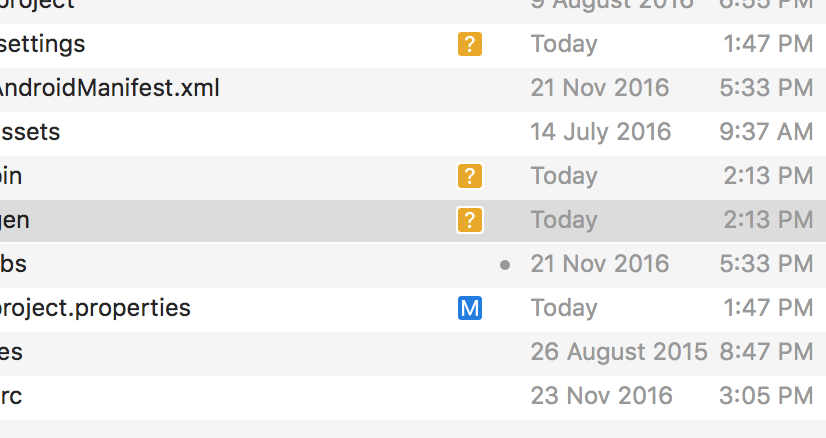 project 9 August 2016 6:55 PM
settings ? Today 1:47 PM
AndroidManifest.xml 21 Nov 2016 5:33 PM
ssets 14 July 2016 9:37 AM
bin ? Today 2:13 PM
gen ? Today 2:13 PM
bs 21 Nov 2016 5:33 PM
project.properties M Today 1:47 PM
es 26 August 2015 8:47 PM
rc 23 Nov 2016 3:05 PM